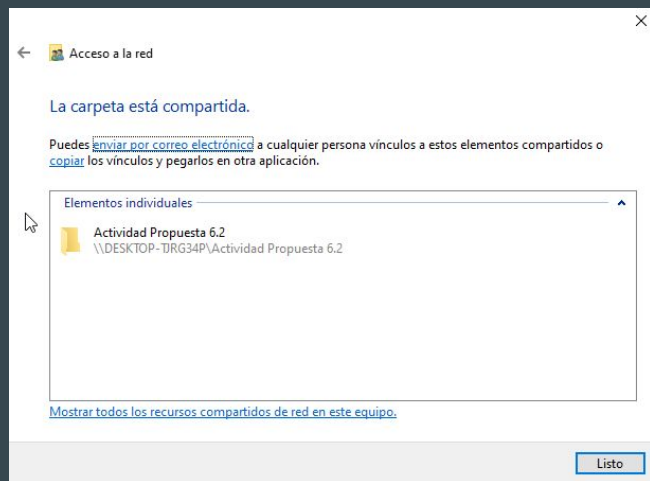 Acceso a la red
La carpeta está compartida.
Puedes enviar por correo electrónico a cualquier persona vínculos a estos elementos compartidos o
copiar los vínculos y pegarlos en otra aplicación.
Elementos individuales
Actividad Propuesta 6.2
\\DESKTOP-TJRG34P\Actividad Propuesta 6.2
Mostrar todos los recursos compartidos de red en este equipo.
Listo